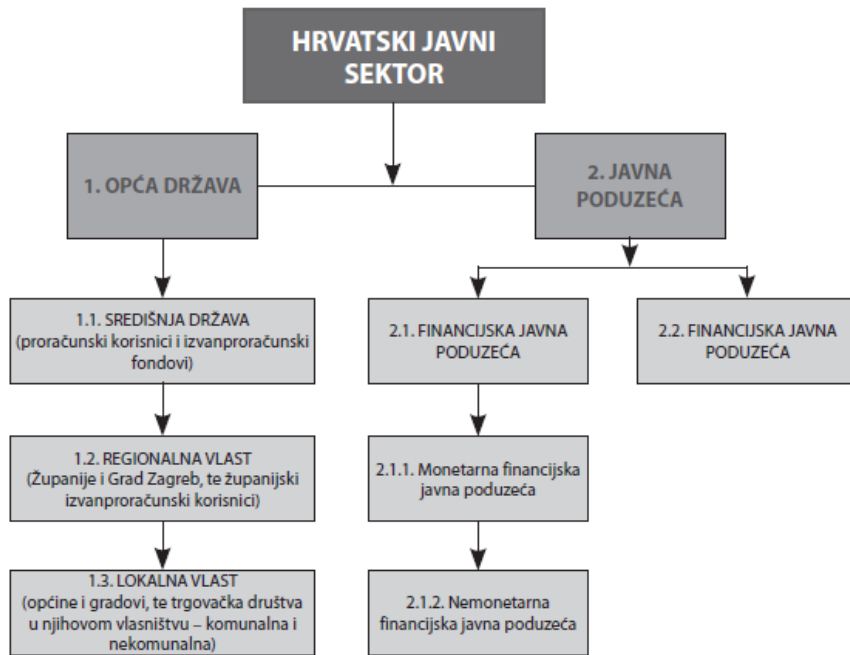 HRVATSKI JAVNI
SEKTOR
1. OPĆA DRŽAVA
2. JAVNA
PODUZEĆA
1.1. SREDIŠNJA DRŽAVA
(proračunski korisnici i izvanproračunski
fondovi)
2.1. FINANCIJSKA JAVNA
PODUZEĆA
2.2. FINANCIJSKA JAVNA
PODUZEĆA
1.2. REGIONALNA VLAST
(Županije i Grad Zagreb, te županijski
izvanproračunski korisnici)
2.1.1. Monetarna financijska
javna poduzeća
1.3. LOKALNA VLAST
(općine i gradovi, te trgovačka društva
u njihovom vlasništvu – komunalna i
nekomunalna)
2.1.2. Nemonetarna
financijska javna poduzeća